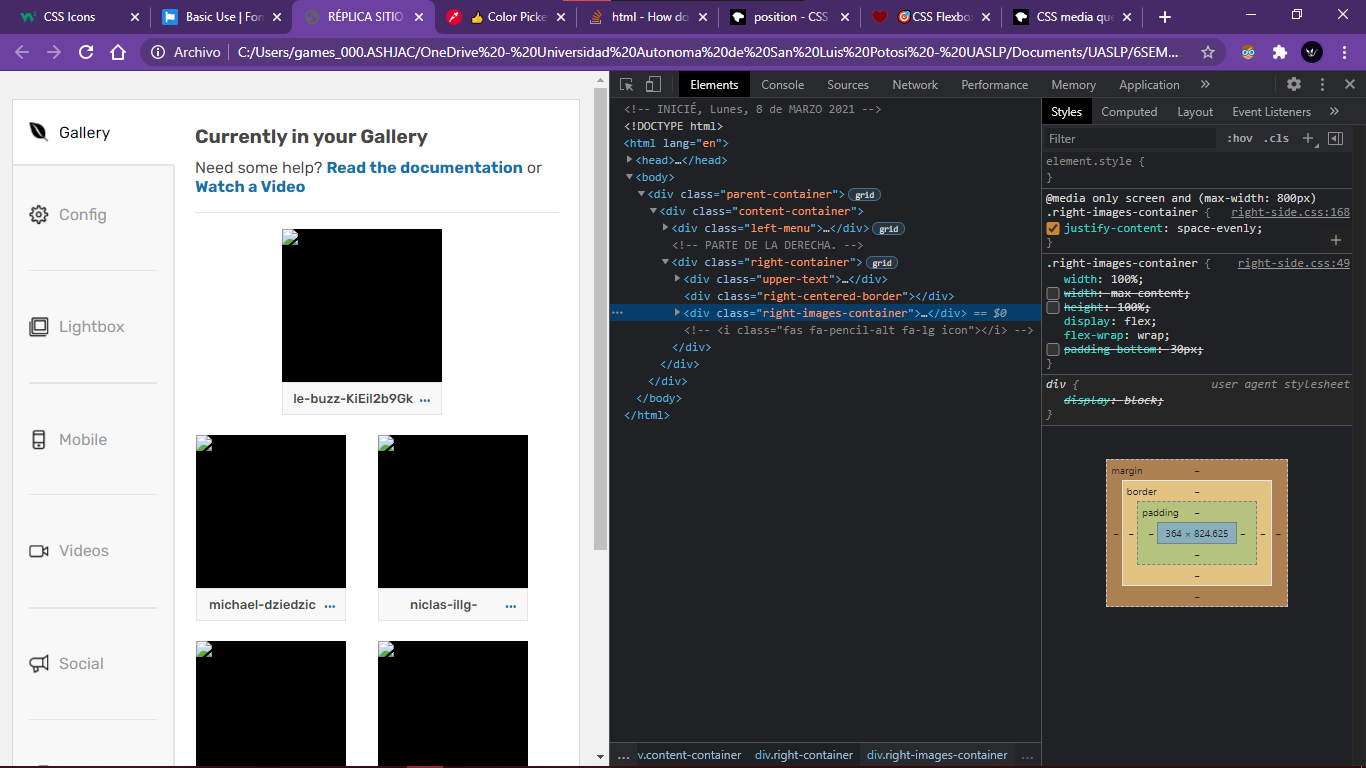 CSS Icons
Basic Use | Fon
RÉPLICA SITIO
👍 Color Picke
html - How do
position - CSS
🎯CSS Flexbo
CSS media que
Archivo
C:/Users/games_000.ASHJAC/OneDrive%20-%20Universidad%20Autonoma%20de%20San%20Luis%20Potosi%20-%20UASLP/Documents/UASLP/6SEM...
Gallery
Config
Lightbox
Mobile
Videos
Social
Currently in your Gallery
Need some help? Read the documentation or
Watch a Video
le-buzz-KiEiI2b9Gk ...
michael-dziedzic ...
niclas-illg- ...
Elements Console Sources Network Performance Memory Application »
<!-- INICIÉ, Lunes, 8 de MARZO 2021 -->
<!DOCTYPE html>
<html lang="en">
<head>…</head>
<body>
<div class="parent-container"> grid
<div class="content-container">
<div class="left-menu">…</div> grid
<!-- PARTE DE LA DERECHA. -->
<div class="right-container"> grid
<div class="upper-text">…</div>
<div class="right-centered-border"></div>
... <div class="right-images-container">…</div> == $0
<!-- <i class="fas fa-pencil-alt fa-lg icon"></i> -->
</div>
</div>
</div>
</body>
</html>
... v.content-container div.right-container div.right-images-container ...
Styles Computed Layout Event Listeners »
Filter :hov .cls +
element.style {
}
@media only screen and (max-width: 800px)
.right-images-container { right-side.css:168
justify-content: space-evenly;
}
.right-images-container { right-side.css:49
width: 100%;
width: max-content;
height: 100%;
display: flex;
flex-wrap: wrap;
padding-bottom: 30px;
}
div { user agent stylesheet
display: block;
}
margin –
border –
padding –
– – – 364 × 824.625 – – –
–
–
–